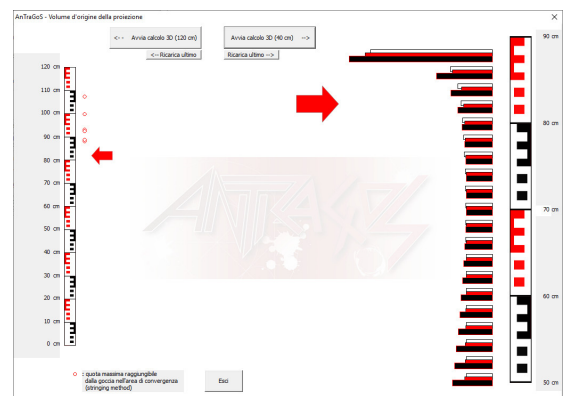 AnTraGoS - Volume d'origine della proiezione
<-- Avvia calcolo 3D (120 cm)
Avvia calcolo 3D (40 cm) -->
<-- Ricarica ultimo
Ricarica ultimo -->
120 cm
110 cm
100 cm
90 cm
80 cm
70 cm
60 cm
50 cm
40 cm
30 cm
20 cm
10 cm
0 cm
90 cm
80 cm
70 cm
60 cm
50 cm
: quota massima raggiungibile
dalla goccia nell'area di convergenza
(stringing method)
Esci